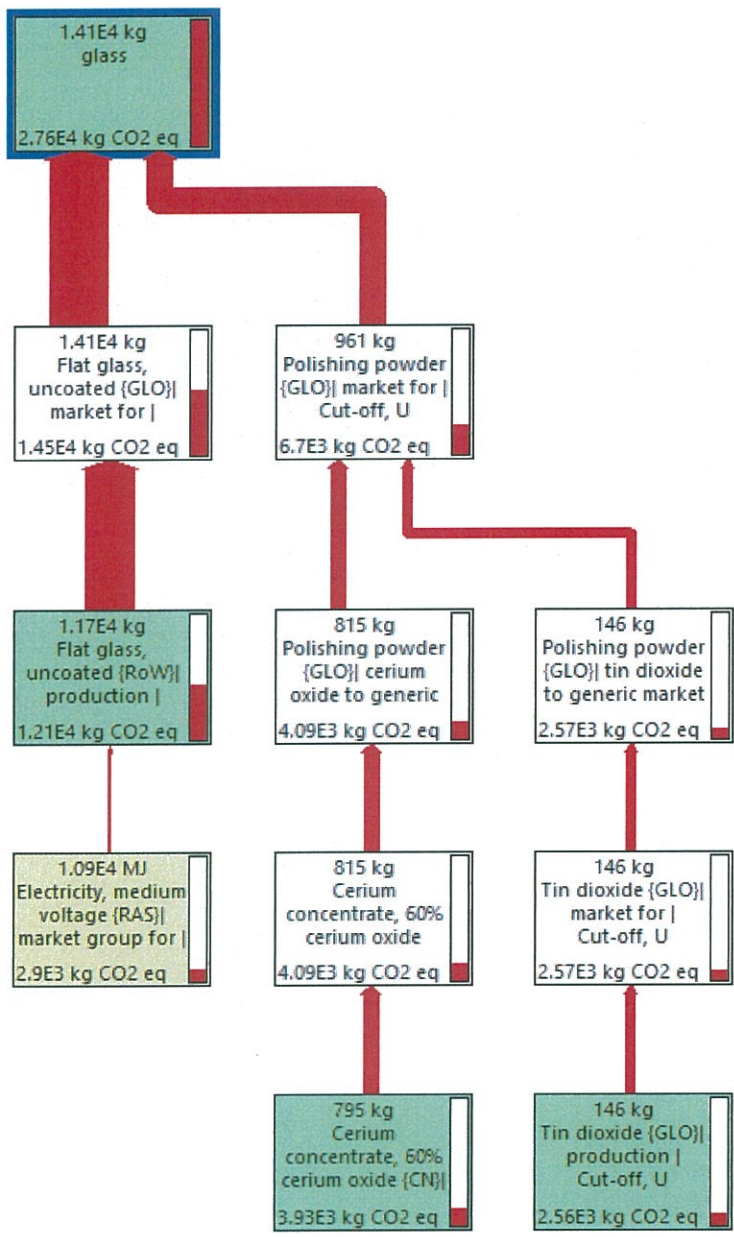 1.41E4 kg
glass
2.76E4 kg CO2 eq
1.41E4 kg
Flat glass,
uncoated {GLO}|
market for |
1.45E4 kg CO2 eq
961 kg
Polishing powder
{GLO}| market for |
Cut-off, U
6.7E3 kg CO2 eq
1.17E4 kg
Flat glass,
uncoated {RoW}|
production |
1.21E4 kg CO2 eq
815 kg
Polishing powder
{GLO}| cerium
oxide to generic
4.09E3 kg CO2 eq
146 kg
Polishing powder
{GLO}| tin dioxide
to generic market
2.57E3 kg CO2 eq
1.09E4 MJ
Electricity, medium
voltage {RAS}|
market group for |
2.9E3 kg CO2 eq
815 kg
Cerium
concentrate, 60%
cerium oxide
4.09E3 kg CO2 eq
146 kg
Tin dioxide {GLO}|
market for |
Cut-off, U
2.57E3 kg CO2 eq
795 kg
Cerium
concentrate, 60%
cerium oxide {CN}|
3.93E3 kg CO2 eq
146 kg
Tin dioxide {GLO}|
production |
Cut-off, U
2.56E3 kg CO2 eq